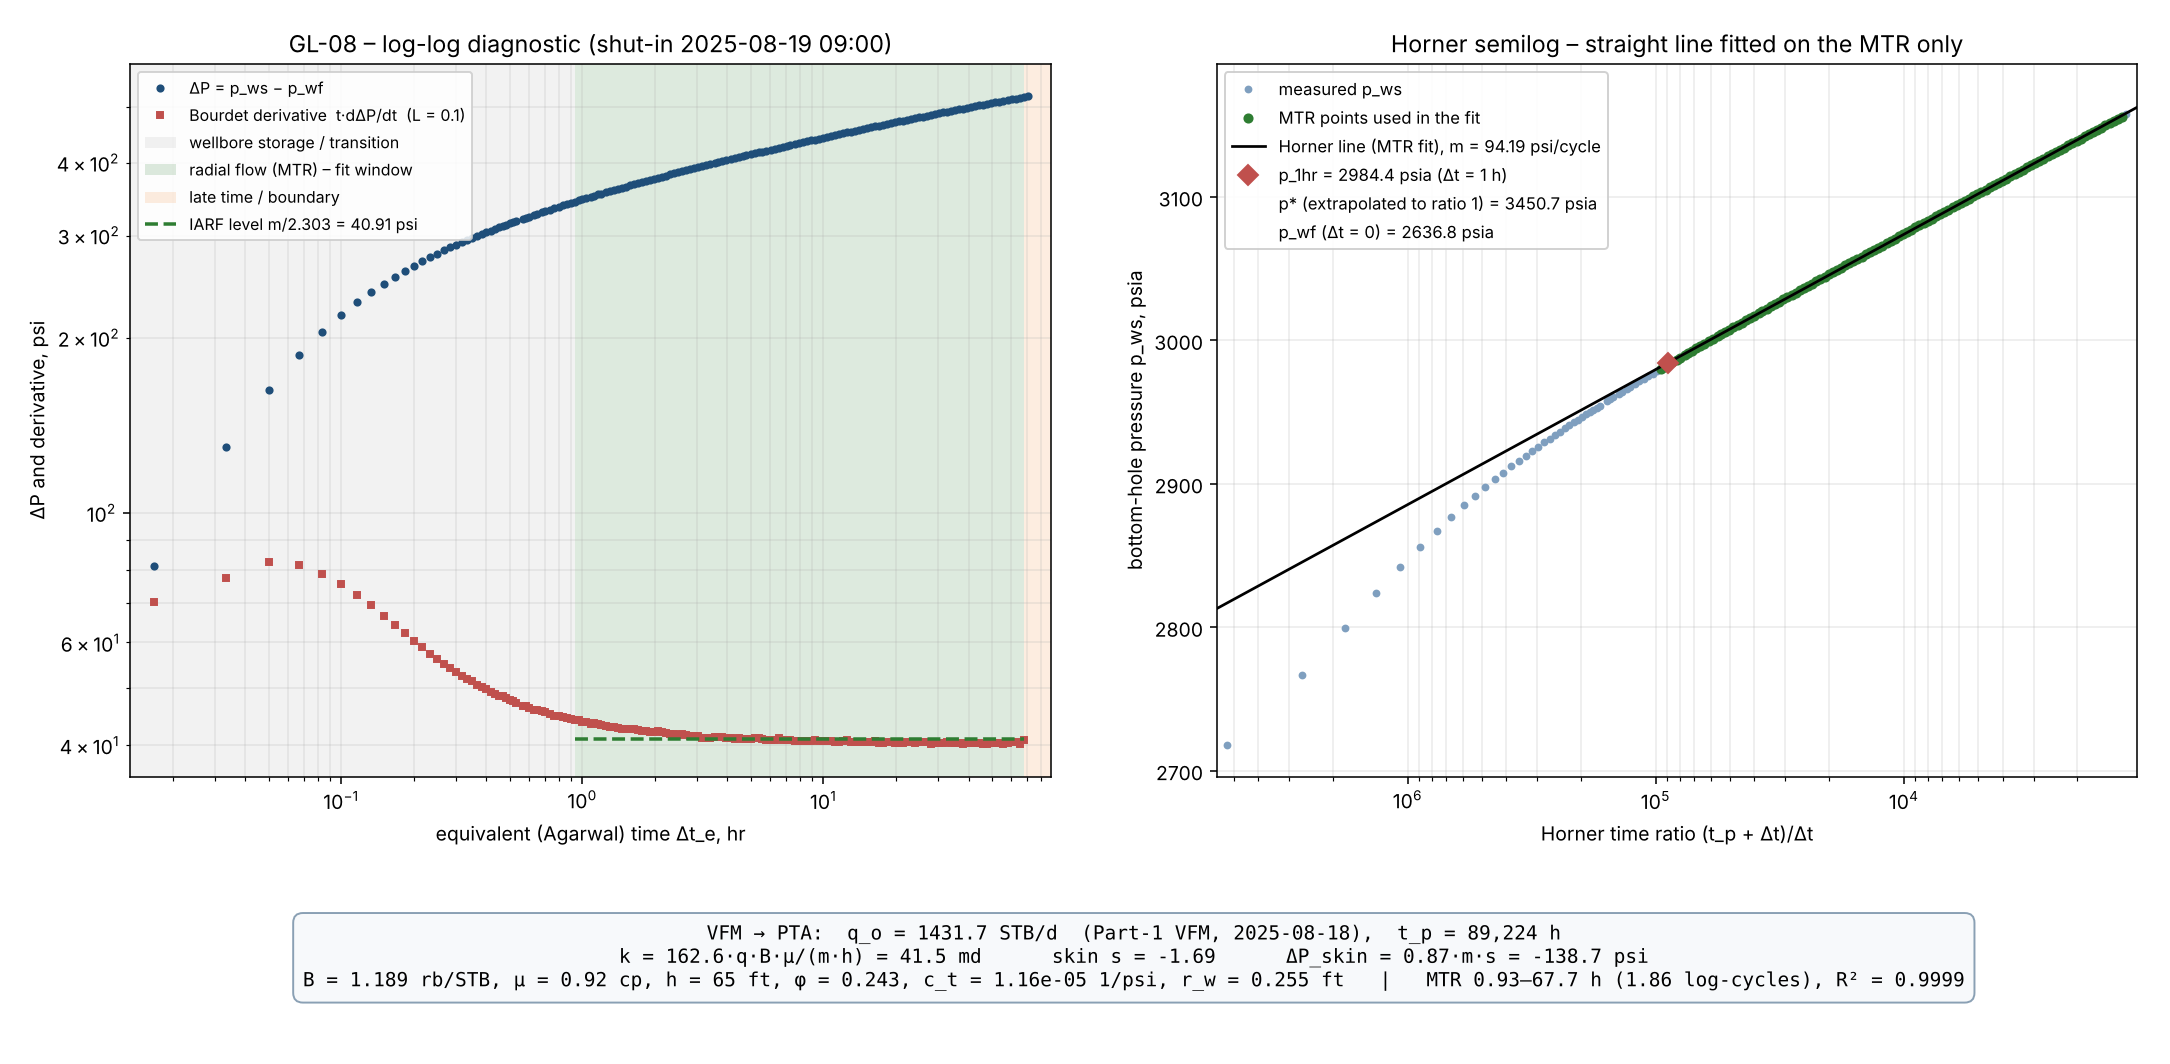 GL-08 – log-log diagnostic (shut-in 2025-08-19 09:00)
ΔP = p_ws − p_wf
Bourdet derivative t·dΔP/dt (L = 0.1)
wellbore storage / transition
radial flow (MTR) – fit window
late time / boundary
IARF level m/2.303 = 40.91 psi
ΔP and derivative, psi
4 × 10²
3 × 10²
2 × 10²
10²
6 × 10¹
4 × 10¹
10⁻¹
10⁰
10¹
equivalent (Agarwal) time Δt_e, hr
Horner semilog – straight line fitted on the MTR only
measured p_ws
MTR points used in the fit
Horner line (MTR fit), m = 94.19 psi/cycle
p_1hr = 2984.4 psia (Δt = 1 h)
p* (extrapolated to ratio 1) = 3450.7 psia
p_wf (Δt = 0) = 2636.8 psia
bottom-hole pressure p_ws, psia
3100
3000
2900
2800
2700
10⁶
10⁵
10⁴
Horner time ratio (t_p + Δt)/Δt
VFM → PTA: q_o = 1431.7 STB/d (Part-1 VFM, 2025-08-18), t_p = 89,224 h
k = 162.6·q·B·μ/(m·h) = 41.5 md skin s = -1.69 ΔP_skin = 0.87·m·s = -138.7 psi
B = 1.189 rb/STB, μ = 0.92 cp, h = 65 ft, φ = 0.243, c_t = 1.16e-05 1/psi, r_w = 0.255 ft | MTR 0.93–67.7 h (1.86 log-cycles), R² = 0.9999